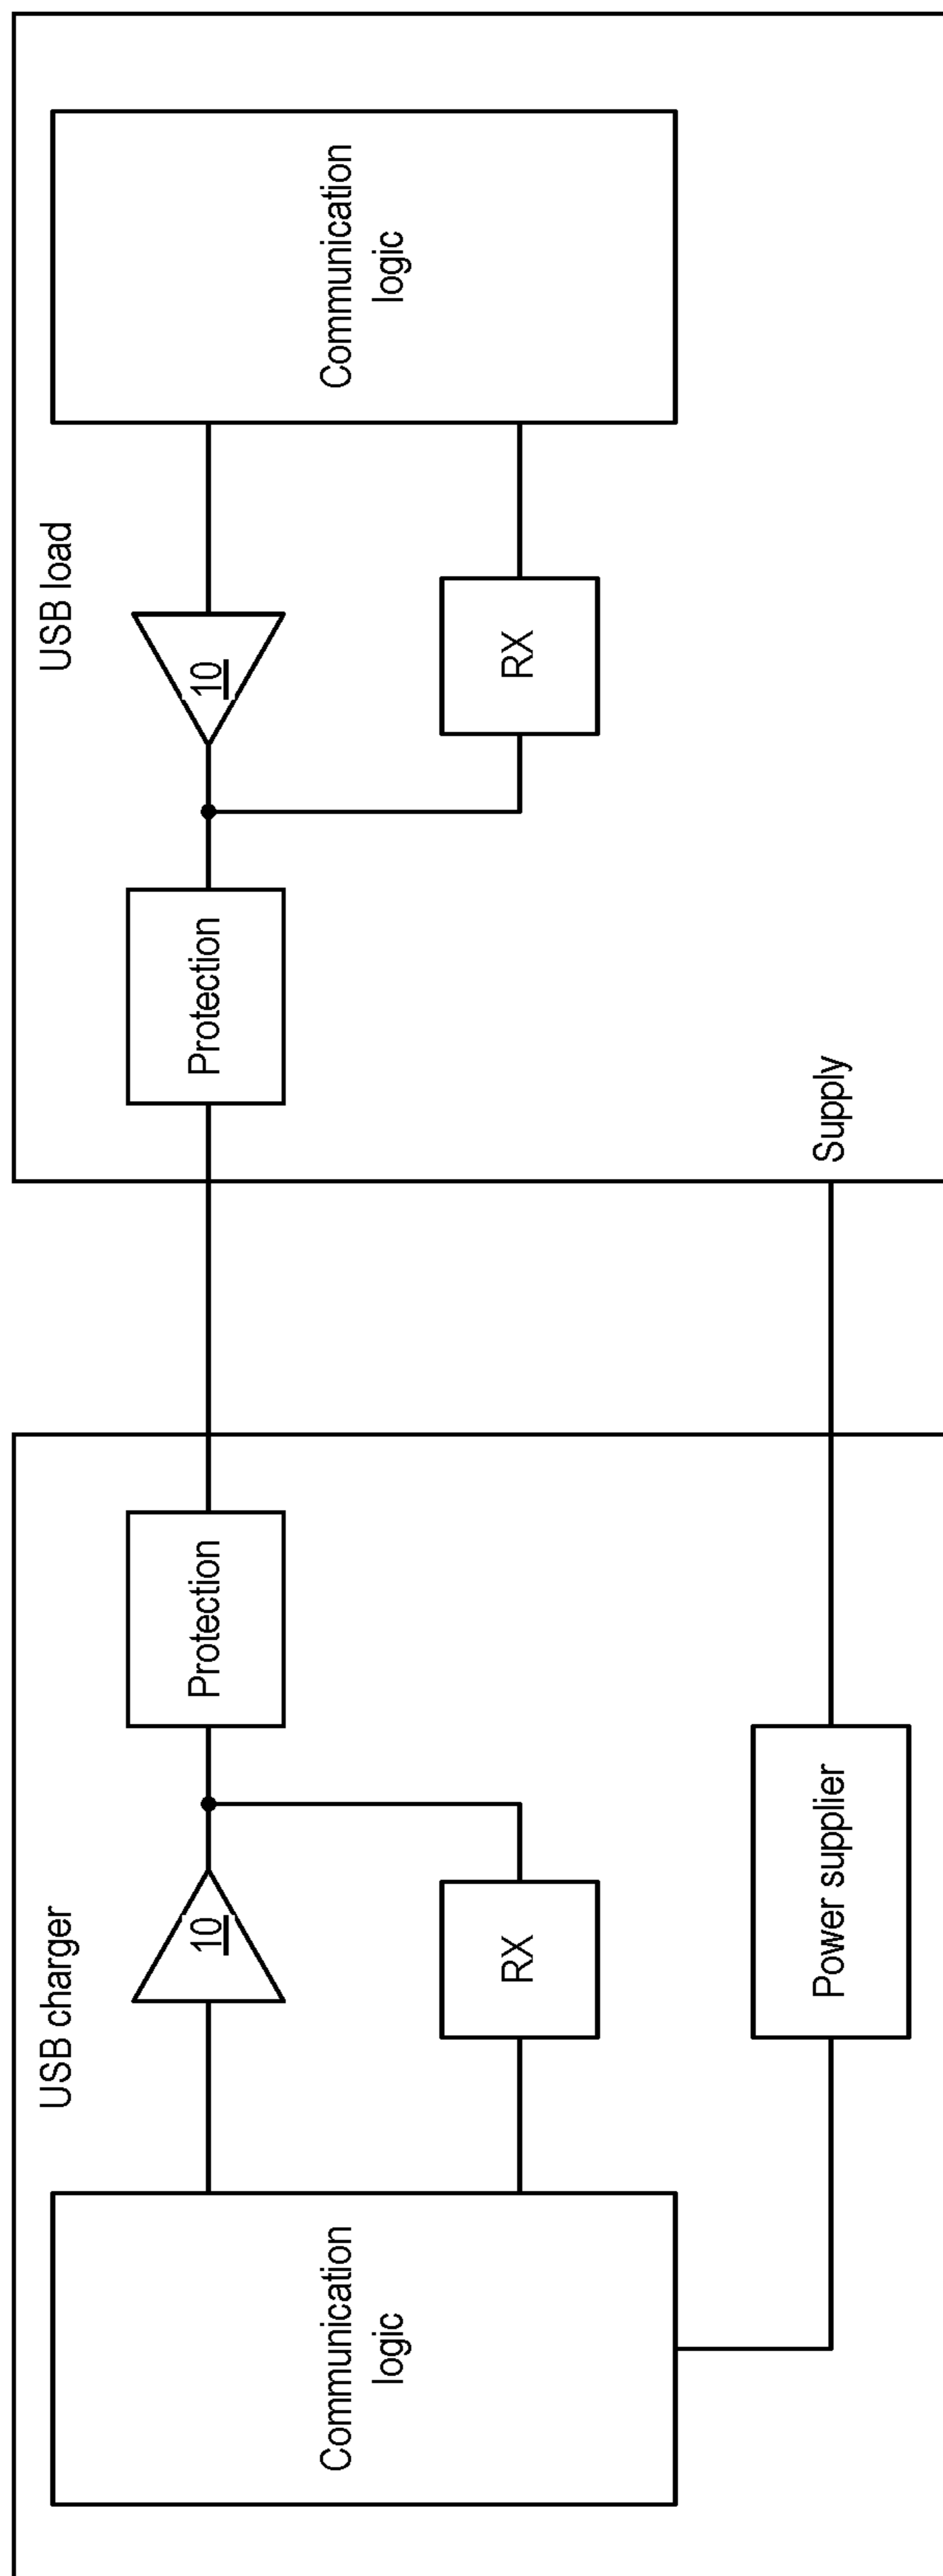 USB charger
Communication
logic
10
RX
Protection
Power supplier
USB load
Protection
10
RX
Communication
logic
Supply